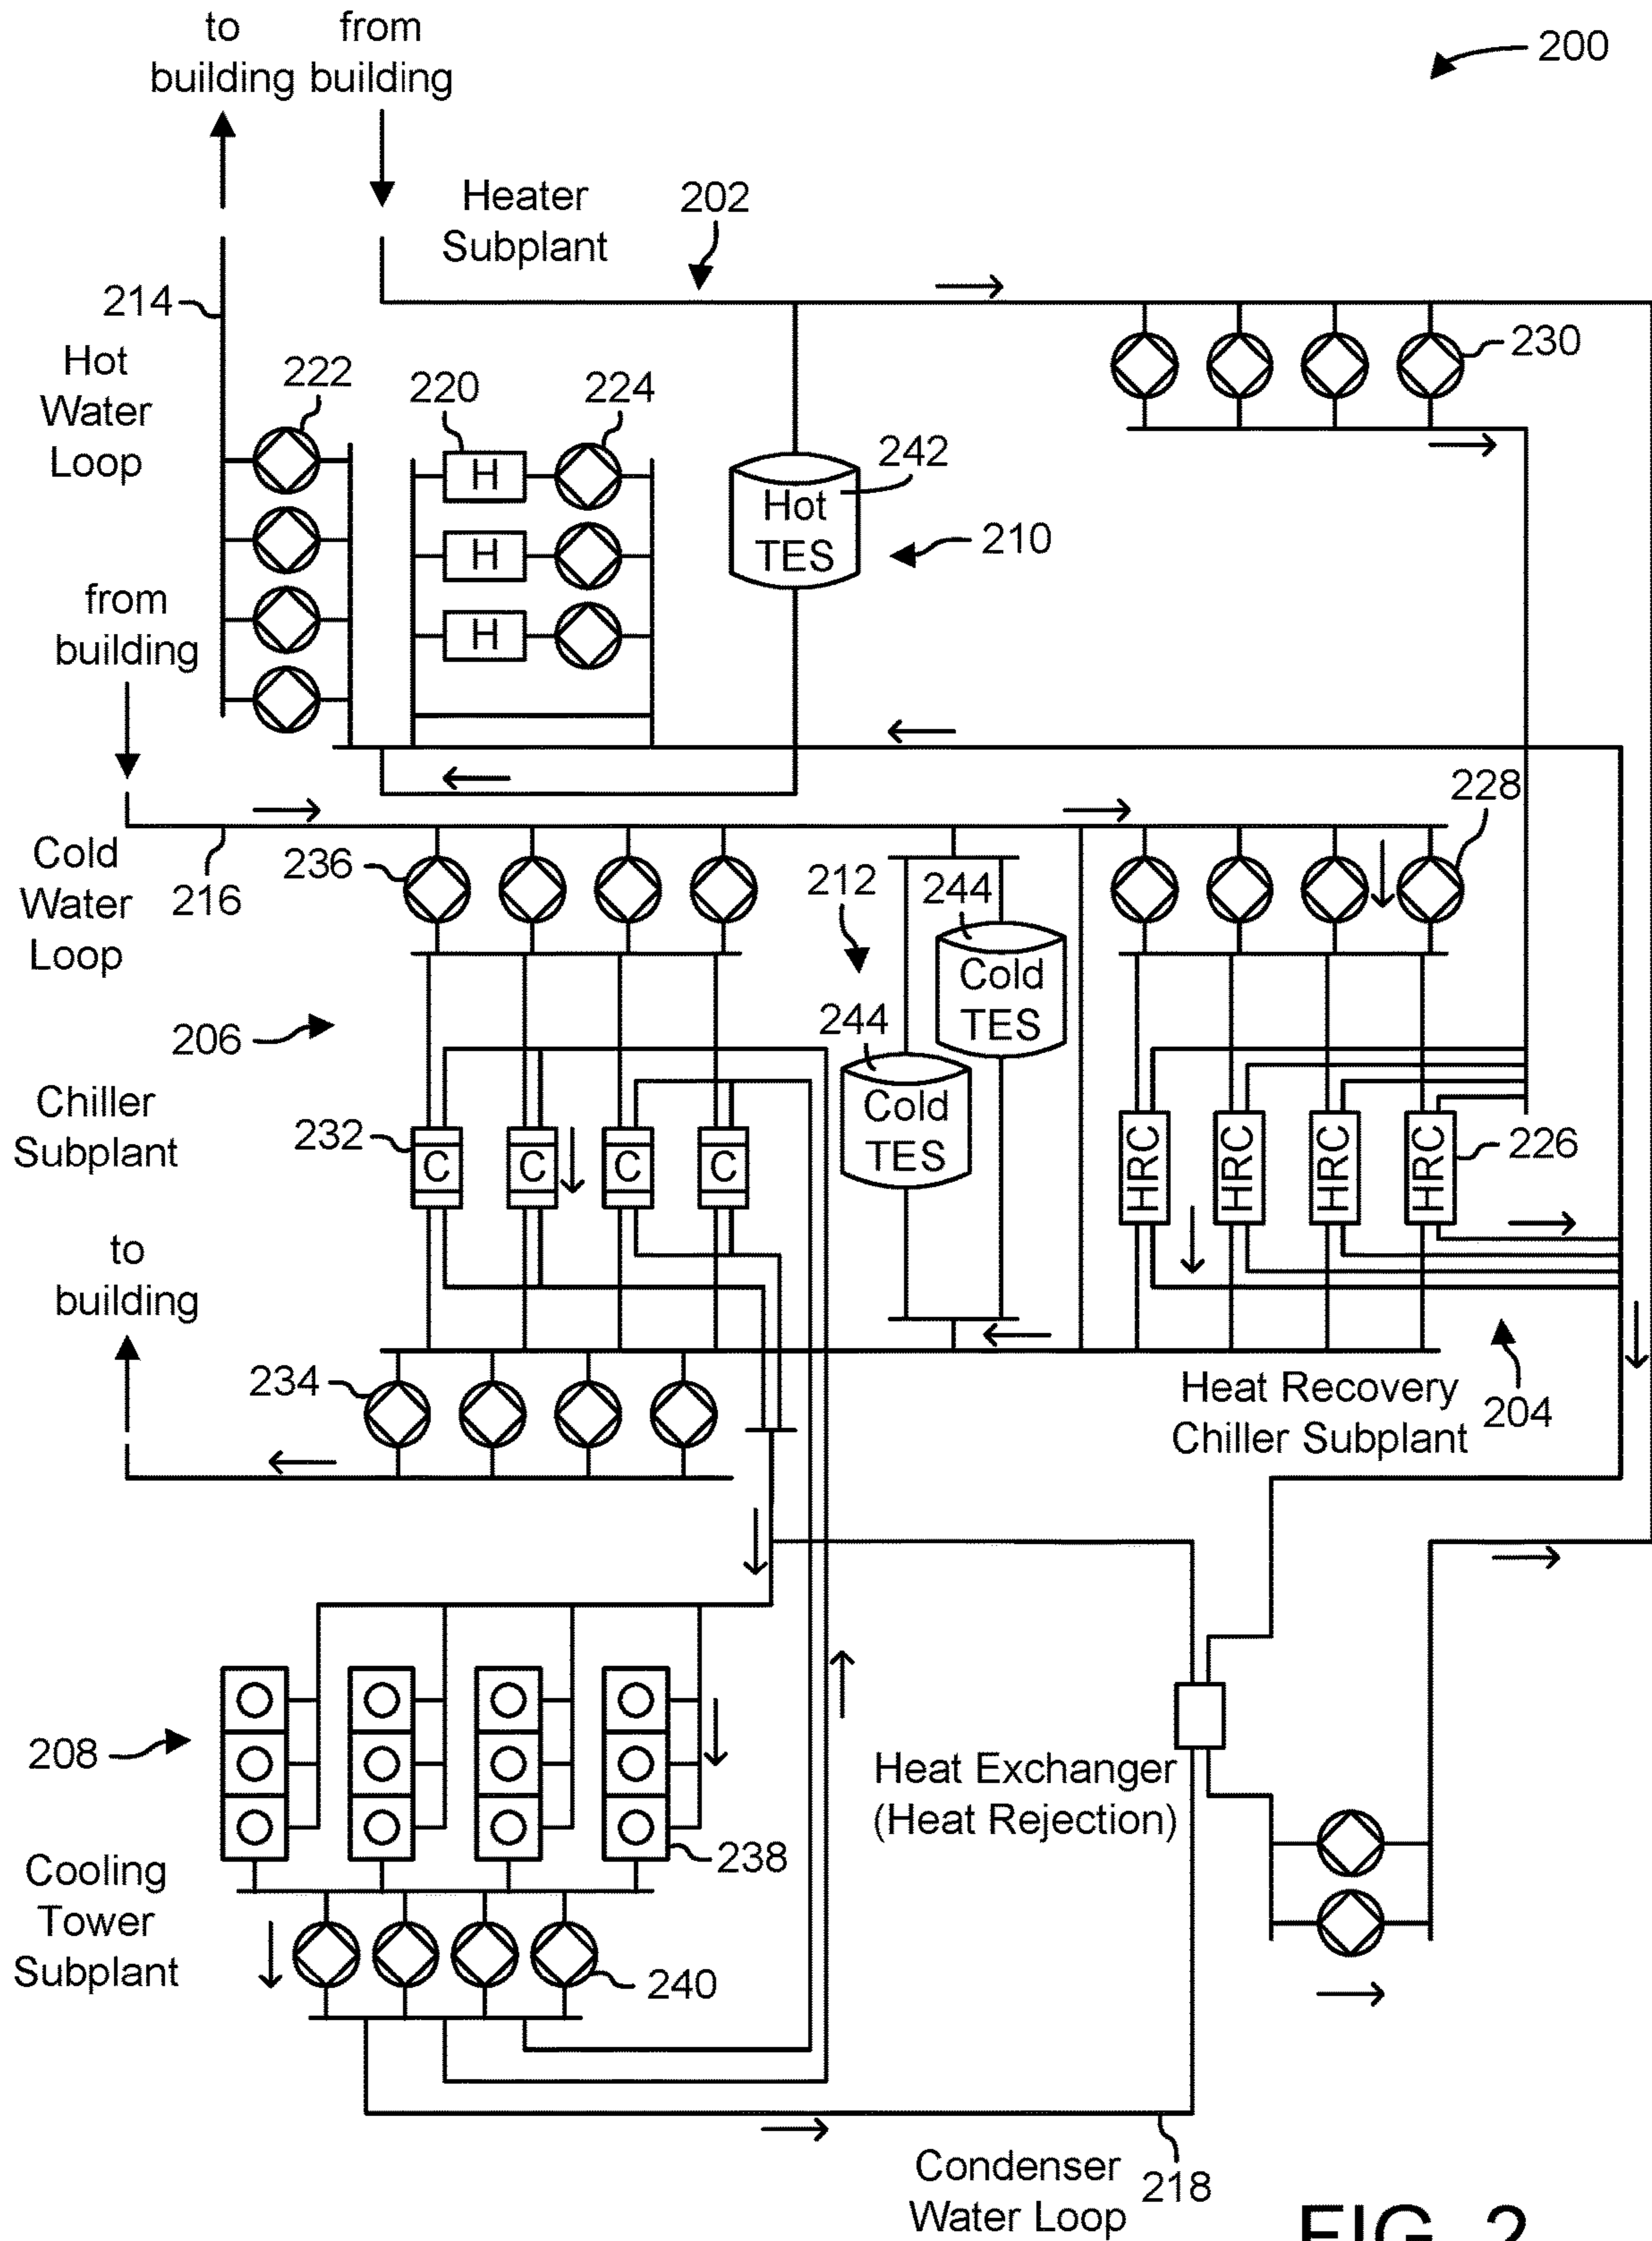 to
building
from
building
200
Heater
Subplant
202
214
Hot
Water
Loop
222
220
224
230
H
H
H
Hot
TES
242
210
from
building
228
Cold
Water
Loop
216
236
212
244
Cold
TES
244
Cold
TES
206
Chiller
Subplant
232
C
C
C
C
HRC
HRC
HRC
HRC
226
to
building
234
Heat Recovery
Chiller Subplant
204
208
Heat Exchanger
(Heat Rejection)
238
Cooling
Tower
Subplant
240
Condenser
Water Loop
218
FIG. 2